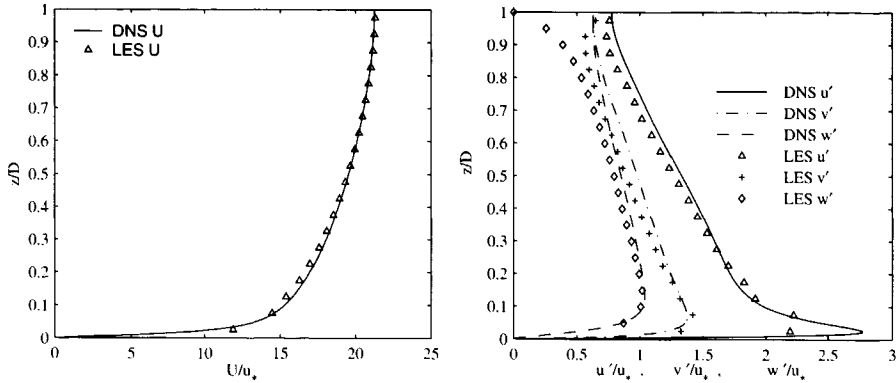 1
0.9
0.8
0.7
0.6
0.5
0.4
0.3
0.2
0.1
0
z/D
DNS U
LES U
0 5 10 15 20 25
U/u*
1
0.9
0.8
0.7
0.6
0.5
0.4
0.3
0.2
0.1
0
z/D
DNS u'
DNS v'
DNS w'
LES u'
LES v'
LES w'
0 0.5 1 1.5 2 2.5 3
u'/u* , v'/u* , w'/u*